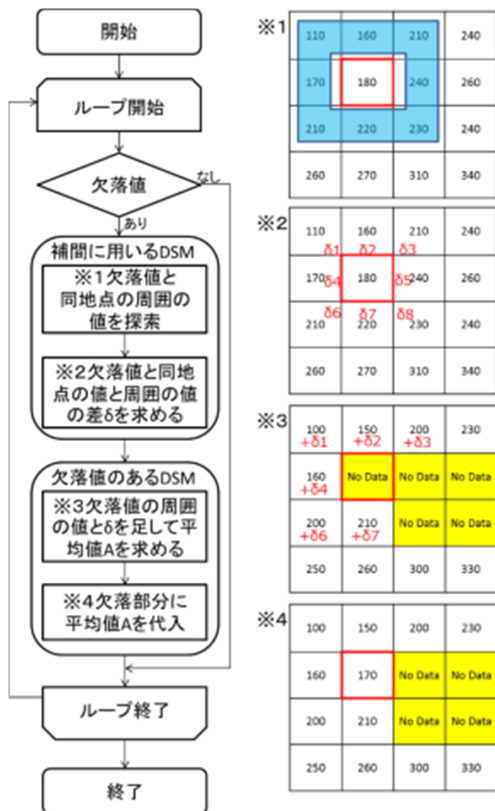 開始
ループ開始
欠落値
なし
あり
補間に用いるDSM
※1欠落値と
同地点の周囲の
値を探索
※2欠落値と同地
点の値と周囲の値
の差δを求める
欠落値のあるDSM
※3欠落値の周囲
の値とδを足して平
均値Aを求める
※4欠落部分に
平均値Aを代入
ループ終了
終了
※1
110 160 210 240
170 180 240 260
210 220 230 240
260 270 310 340
※2
110 160 210 240
δ1 δ2 δ3
170 δ4 180 δ5 240 260
δ6 δ7 δ8
210 220 230 240
260 270 310 340
※3
100 150 200 230
+δ1 +δ2 +δ3
160 No Data No Data No Data
+δ4
200 210 No Data No Data
+δ6 +δ7
250 260 300 330
※4
100 150 200 230
160 170 No Data No Data
200 210 No Data No Data
250 260 300 330